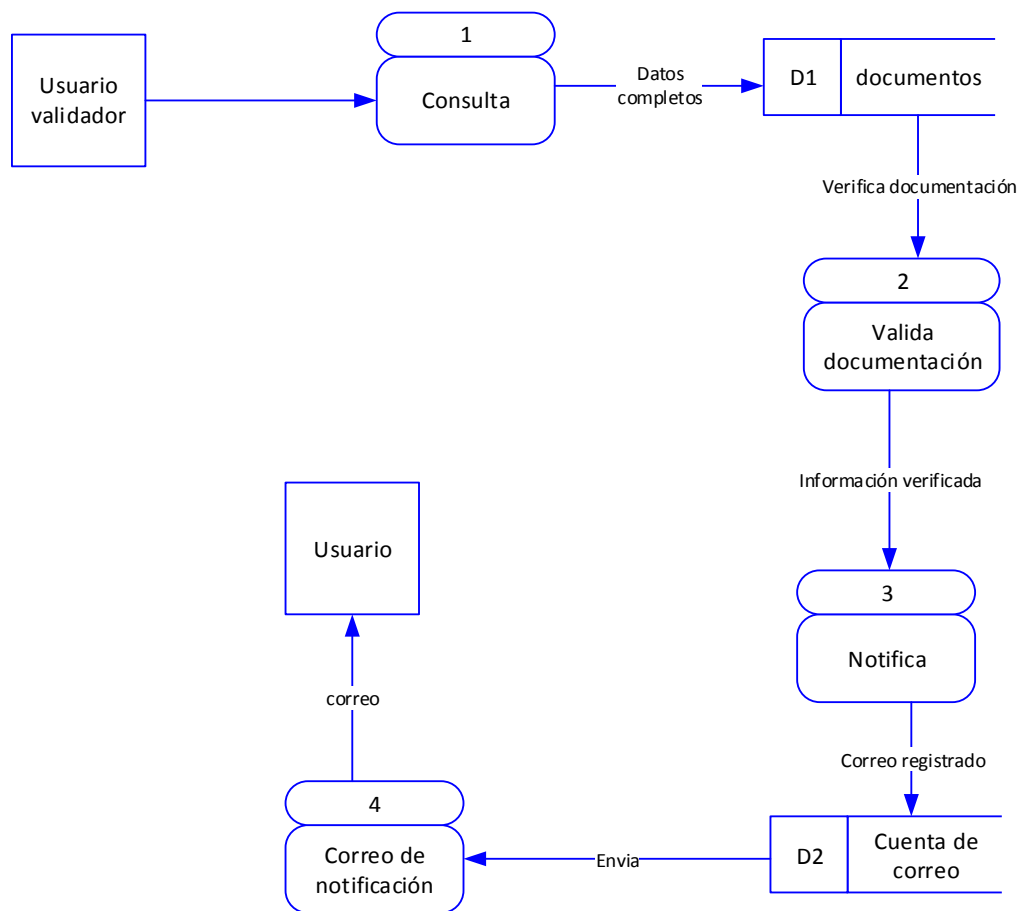 1
Usuario
validador
Consulta
Datos
completos
D1
documentos
Verifica documentación
2
Valida
documentación
Información verificada
3
Notifica
Usuario
correo
Correo registrado
4
Correo de
notificación
Envia
D2
Cuenta de
correo